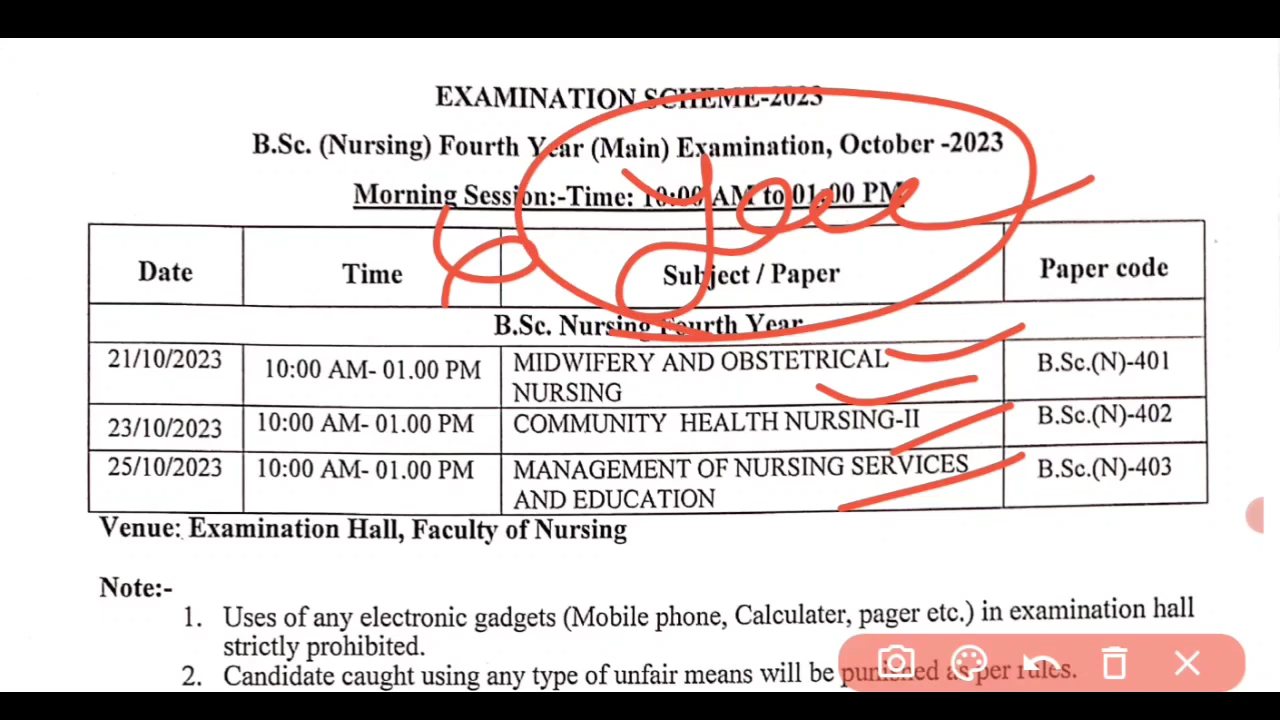 EXAMINATION SCHEME-2023
B.Sc. (Nursing) Fourth Year (Main) Examination, October -2023
Morning Session:-Time: 10:00 AM to 01:00 PM
Date Time Subject / Paper Paper code
B.Sc. Nursing Fourth Year
21/10/2023 10:00 AM- 01.00 PM MIDWIFERY AND OBSTETRICAL NURSING B.Sc.(N)-401
23/10/2023 10:00 AM- 01.00 PM COMMUNITY HEALTH NURSING-II B.Sc.(N)-402
25/10/2023 10:00 AM- 01.00 PM MANAGEMENT OF NURSING SERVICES AND EDUCATION B.Sc.(N)-403
Venue: Examination Hall, Faculty of Nursing
Note:-
1. Uses of any electronic gadgets (Mobile phone, Calculater, pager etc.) in examination hall
strictly prohibited.
2. Candidate caught using any type of unfair means will be punished as per rules.